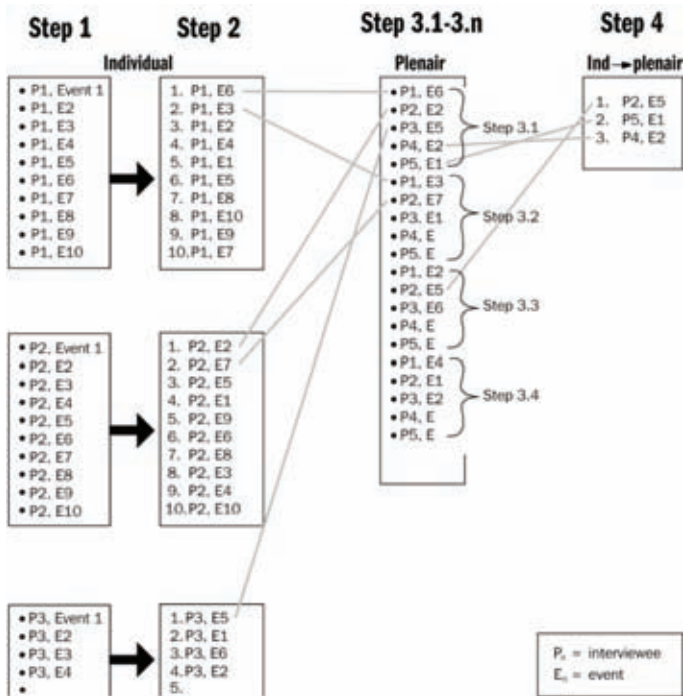 Step 1
Step 2
Step 3.1-3.n
Step 4
Individual
Plenair
Ind → plenair
• P1, Event 1
• P1, E2
• P1, E3
• P1, E4
• P1, E5
• P1, E6
• P1, E7
• P1, E8
• P1, E9
• P1, E10
1. P1, E6
2. P1, E3
3. P1, E2
4. P1, E4
5. P1, E1
6. P1, E5
7. P1, E8
8. P1, E10
9. P1, E9
10. P1, E7
• P2, Event 1
• P2, E2
• P2, E3
• P2, E4
• P2, E5
• P2, E6
• P2, E7
• P2, E8
• P2, E9
• P2, E10
1. P2, E2
2. P2, E7
3. P2, E5
4. P2, E1
5. P2, E9
6. P2, E6
7. P2, E8
8. P2, E3
9. P2, E4
10. P2, E10
• P3, Event 1
• P3, E2
• P3, E3
• P3, E4
•
1. P3, E5
2. P3, E1
3. P3, E6
4. P3, E2
5.
• P1, E6
• P2, E2
• P3, E5
• P4, E2
• P5, E1
Step 3.1
• P1, E3
• P2, E7
• P3, E1
• P4, E
• P5, E
Step 3.2
• P1, E2
• P2, E5
• P3, E6
• P4, E
• P5, E
Step 3.3
• P1, E4
• P2, E1
• P3, E2
• P4, E
• P5, E
Step 3.4
1. P2, E5
2. P5, E1
3. P4, E2
Pₙ = interviewee
Eₙ = event